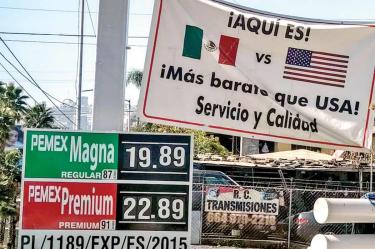 ¡AQUÍ ES!
vs
¡Más barato que USA!
Servicio y Calidad
PEMEX Magna
REGULAR 87
19.89
PEMEX Premium
PREMIUM 91
22.89
PL/1189/EXP/ES/2015
R.C.
TRANSMISIONES